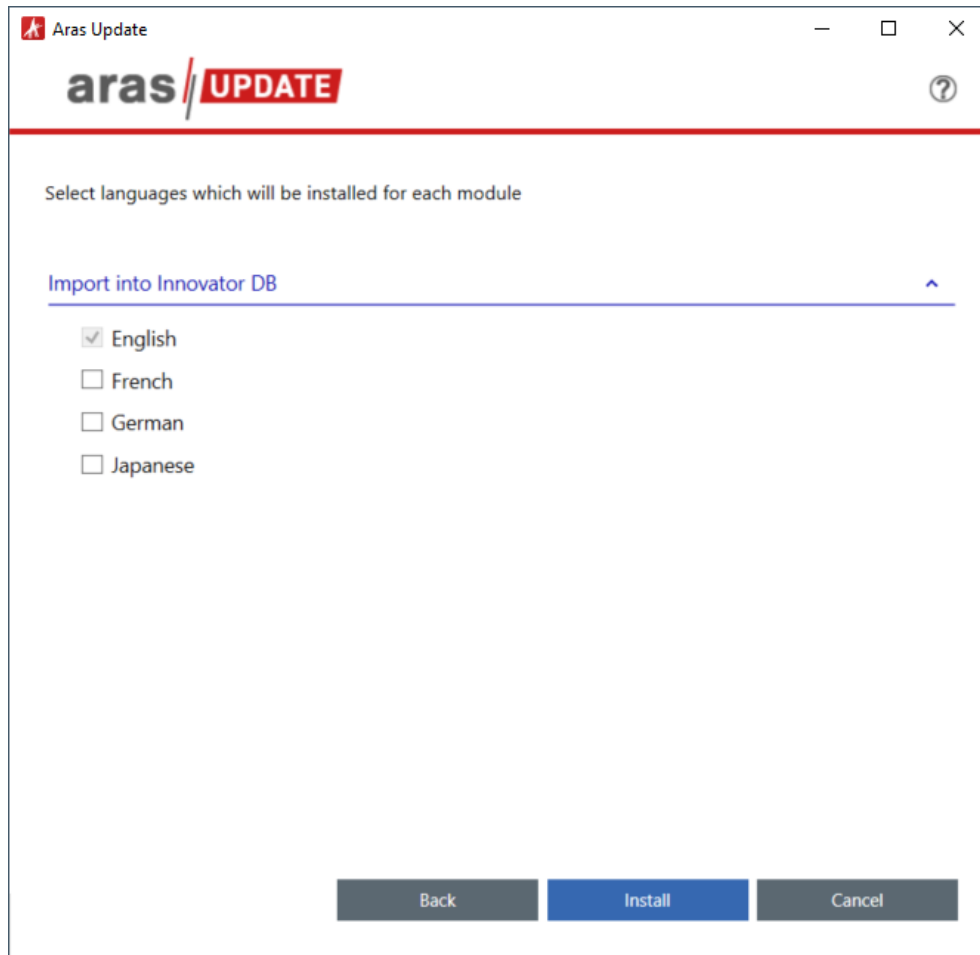 Aras Update
aras UPDATE
Select languages which will be installed for each module
Import into Innovator DB
English
French
German
Japanese
Back Install Cancel